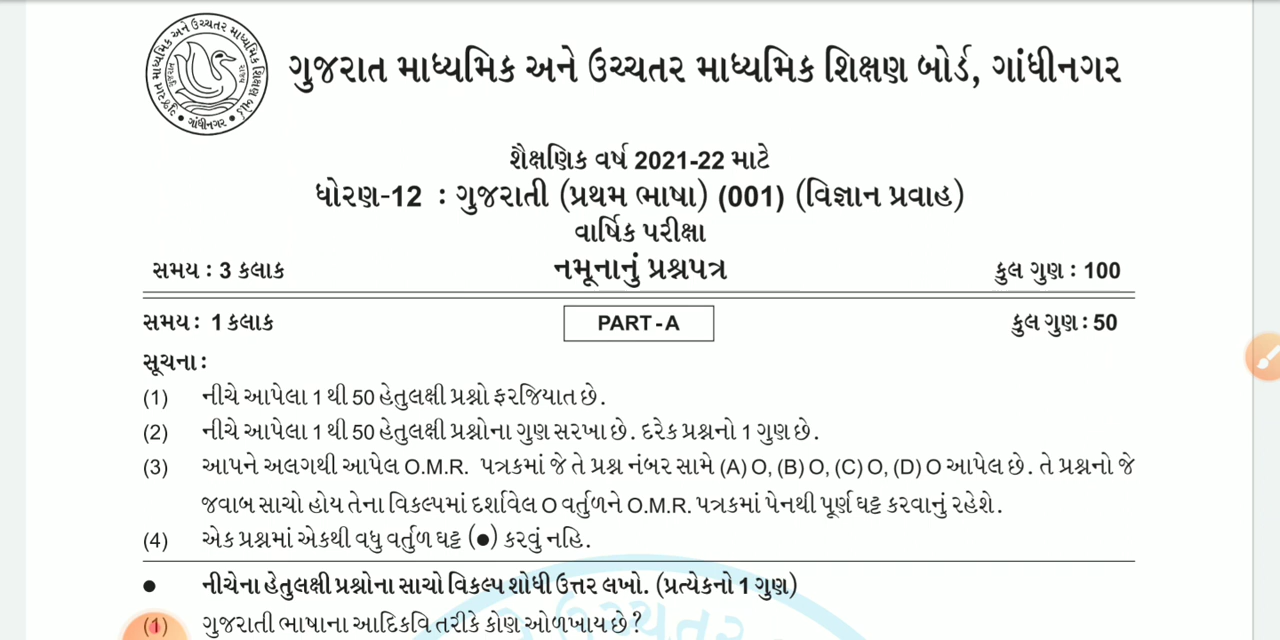 ગુજરાત માધ્યમિક અને ઉચ્ચતર માધ્યમિક શિક્ષણ બોર્ડ, ગાંધીનગર
શૈક્ષણિક વર્ષ 2021-22 માટે
ધોરણ-12 : ગુજરાતી (પ્રથમ ભાષા) (001) (વિજ્ઞાન પ્રવાહ)
વાર્ષિક પરીક્ષા
સમય : 3 કલાક નમૂનાનું પ્રશ્નપત્ર કુલ ગુણ : 100
સમય : 1 કલાક PART-A કુલ ગુણ : 50
સૂચના :
(1) નીચે આપેલા 1 થી 50 હેતુલક્ષી પ્રશ્નો ફરજિયાત છે.
(2) નીચે આપેલા 1 થી 50 હેતુલક્ષી પ્રશ્નોના ગુણ સરખા છે. દરેક પ્રશ્નનો 1 ગુણ છે.
(3) આપને અલગથી આપેલ O.M.R. પત્રકમાં જે તે પ્રશ્ન નંબર સામે (A) O, (B) O, (C) O, (D) O આપેલ છે. તે પ્રશ્નનો જે
જવાબ સાચો હોય તેના વિકલ્પમાં દર્શાવેલ O વર્તુળને O.M.R. પત્રકમાં પેનથી પૂર્ણ ઘટ્ટ કરવાનું રહેશે.
(4) એક પ્રશ્નમાં એકથી વધુ વર્તુળ ઘટ્ટ (●) કરવું નહિ.
● નીચેના હેતુલક્ષી પ્રશ્નોના સાચો વિકલ્પ શોધી ઉત્તર લખો. (પ્રત્યેકનો 1 ગુણ)
(1) ગુજરાતી ભાષાના આદિકવિ તરીકે કોણ ઓળખાય છે ?